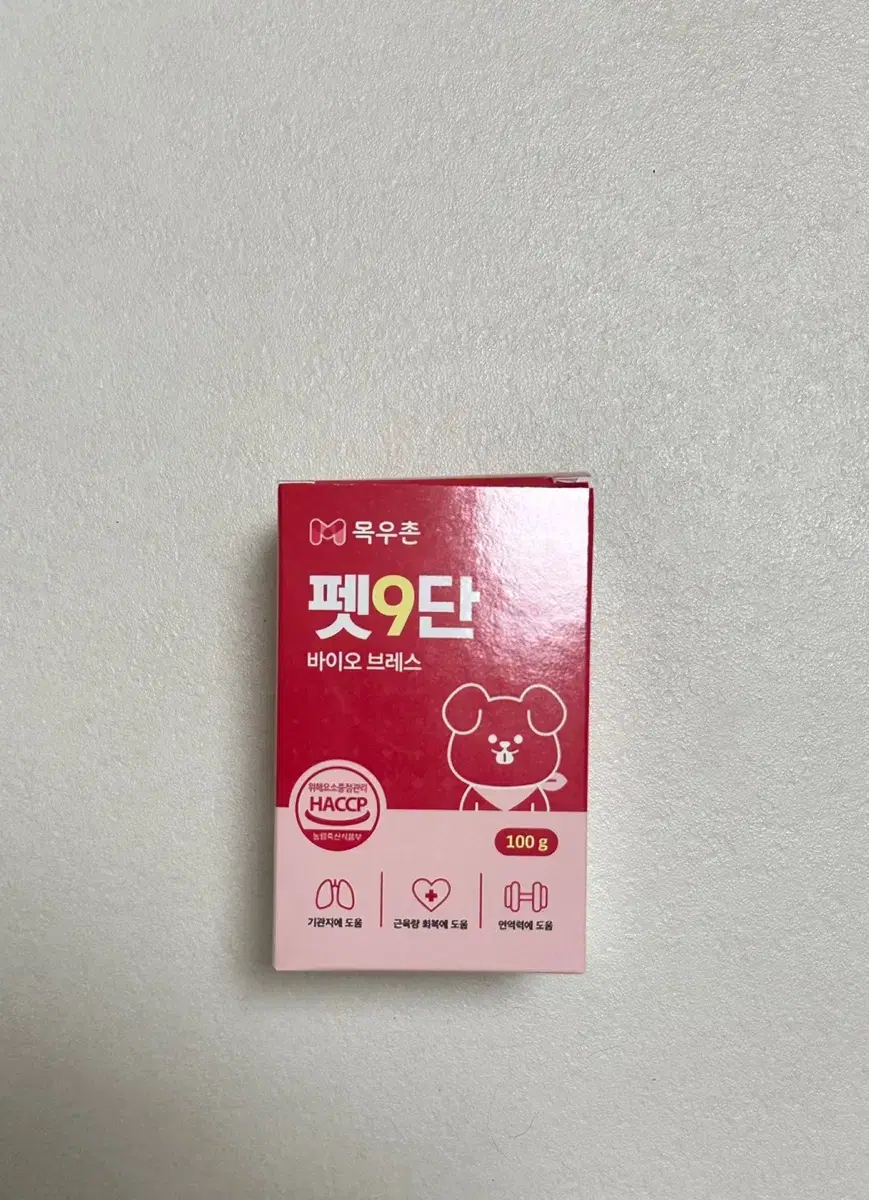 목우촌
펫9단
바이오 브레스
위해요소중점관리
HACCP
농림축산식품부
100 g
기관지에 도움
근육량 회복에 도움
면역력에 도움